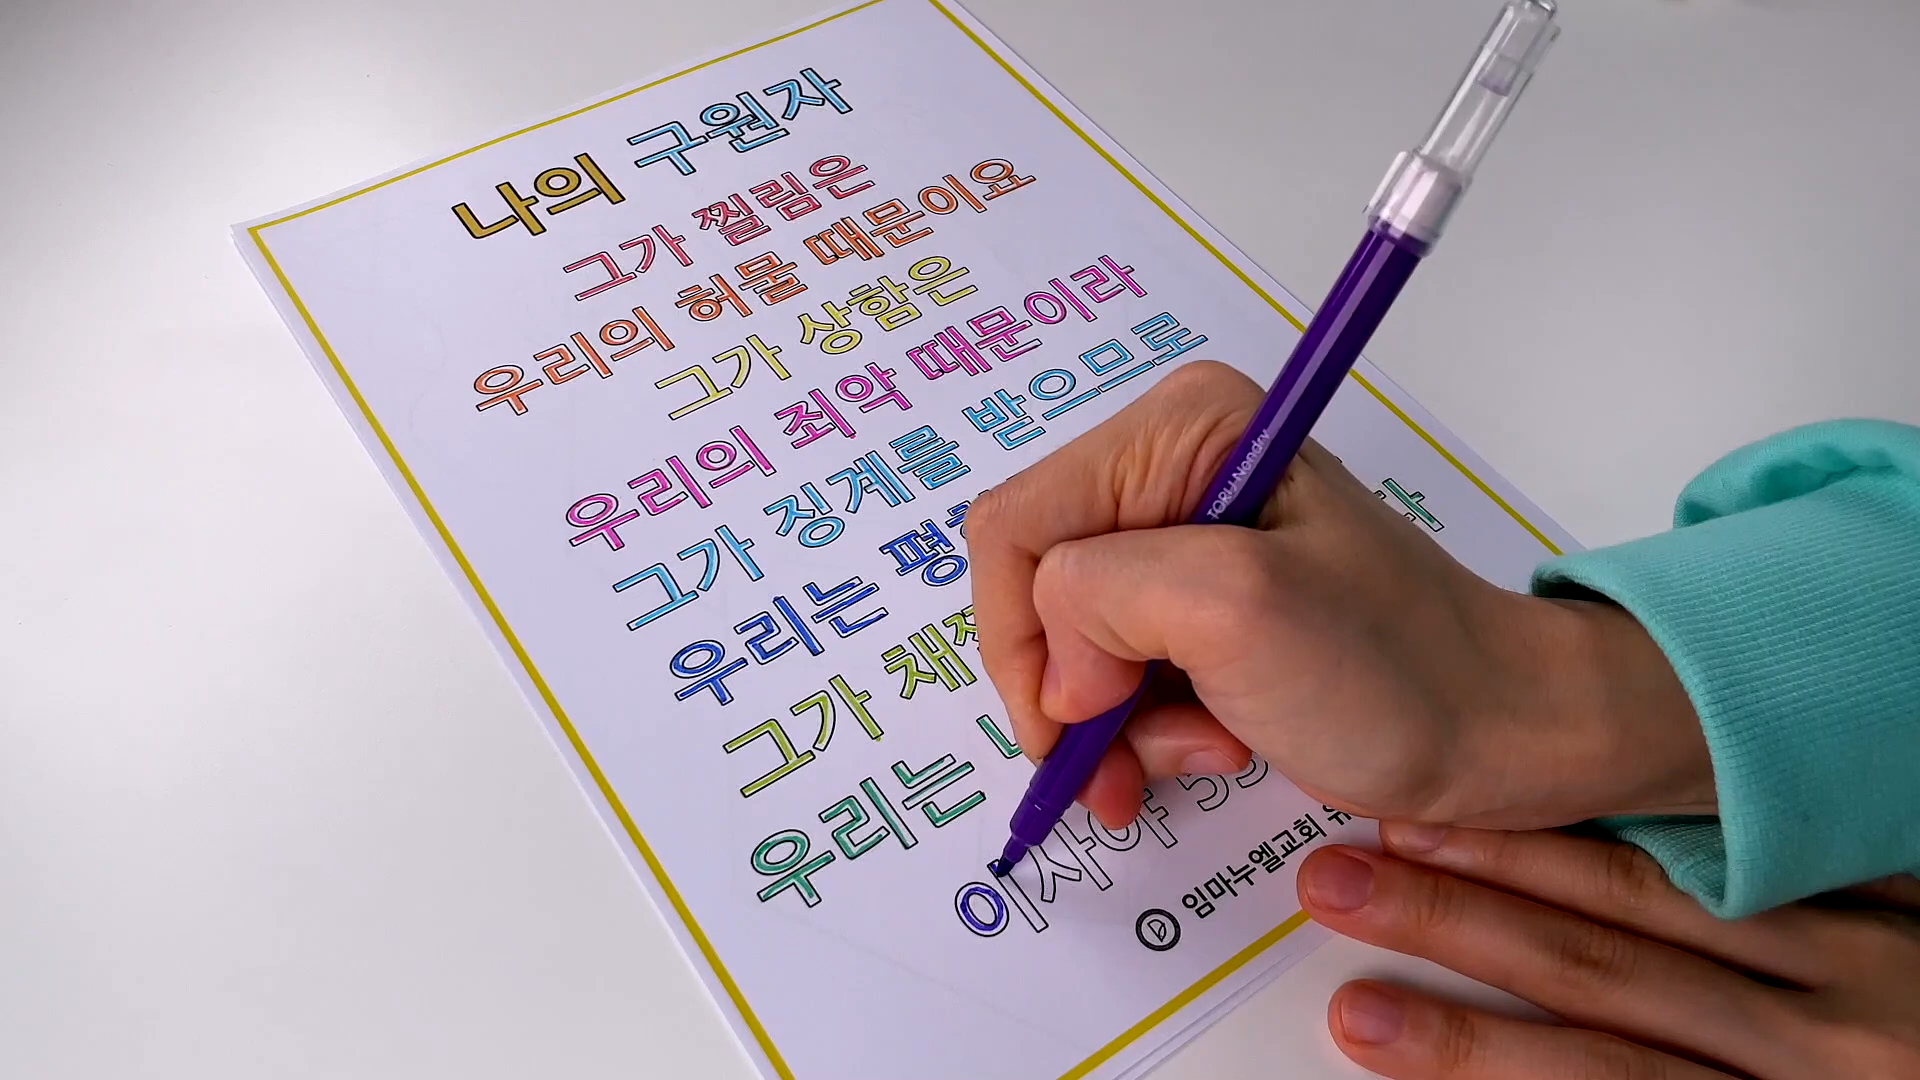 나의 구원자
그가 찔림은
우리의 허물 때문이요
그가 상함은
우리의 죄악 때문이라
그가 징계를 받으므로
우리는
그가
우리는
이사야 53
임마누엘교회
TORU Nondry